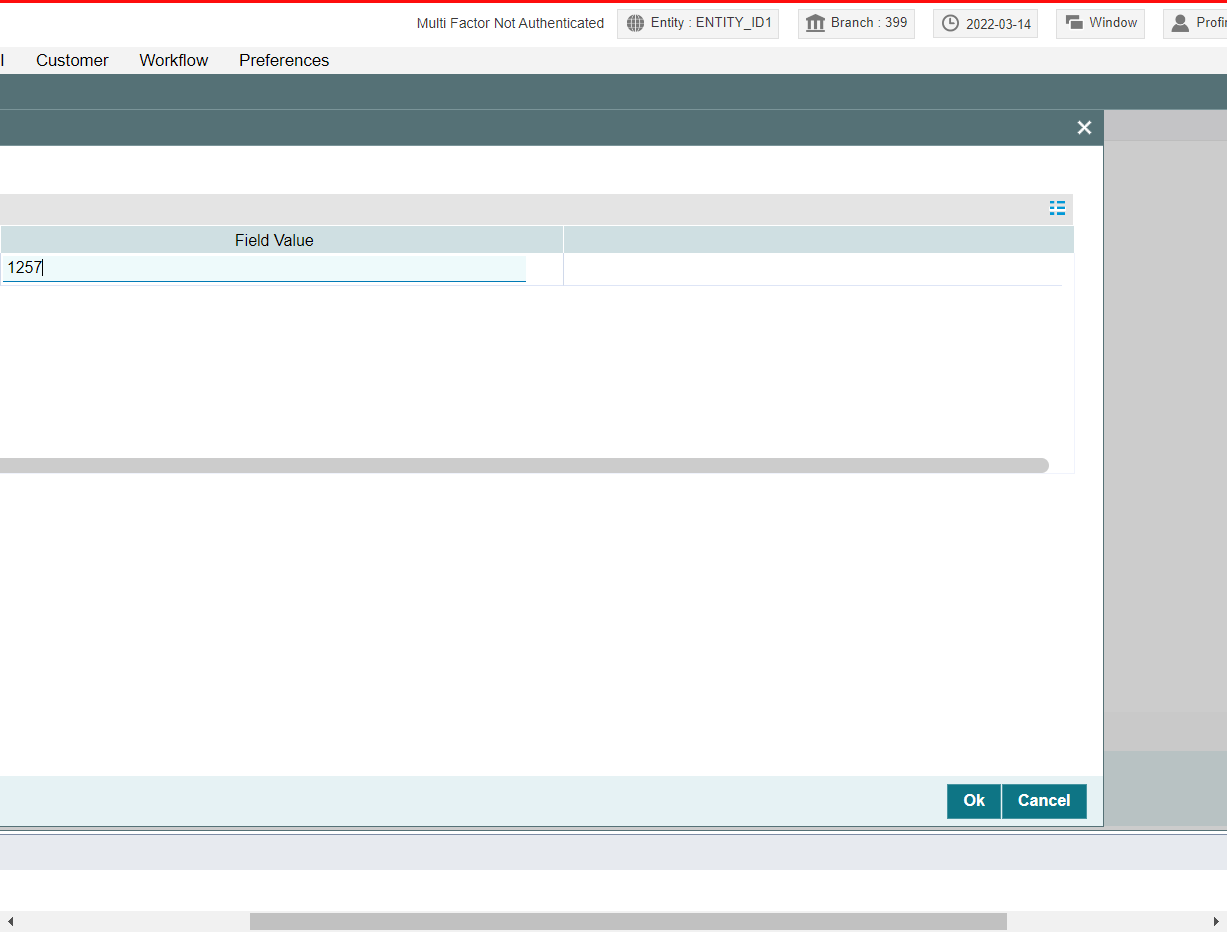 Multi Factor Not Authenticated Entity : ENTITY_ID1 Branch : 399 2022-03-14 Window
Customer Workflow Preferences
Field Value
1257
Ok Cancel